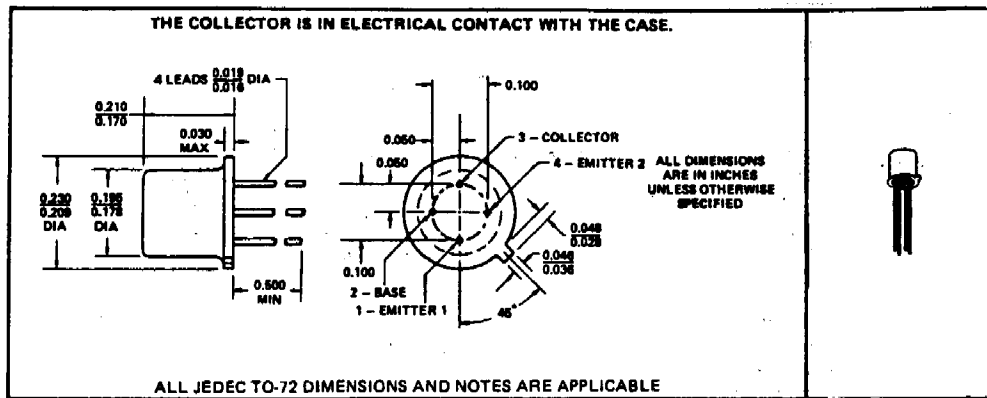 THE COLLECTOR IS IN ELECTRICAL CONTACT WITH THE CASE.
4 LEADS 0.019 DIA
0.016
0.210
0.170
0.030
MAX
0.100
0.050
3 – COLLECTOR
0.050
4 – EMITTER 2
ALL DIMENSIONS
ARE IN INCHES
UNLESS OTHERWISE
SPECIFIED
0.230
0.209
DIA
0.195
0.178
DIA
0.048
0.028
0.046
0.036
0.100
0.500
MIN
2 – BASE
1 – EMITTER 1
45°
ALL JEDEC TO-72 DIMENSIONS AND NOTES ARE APPLICABLE